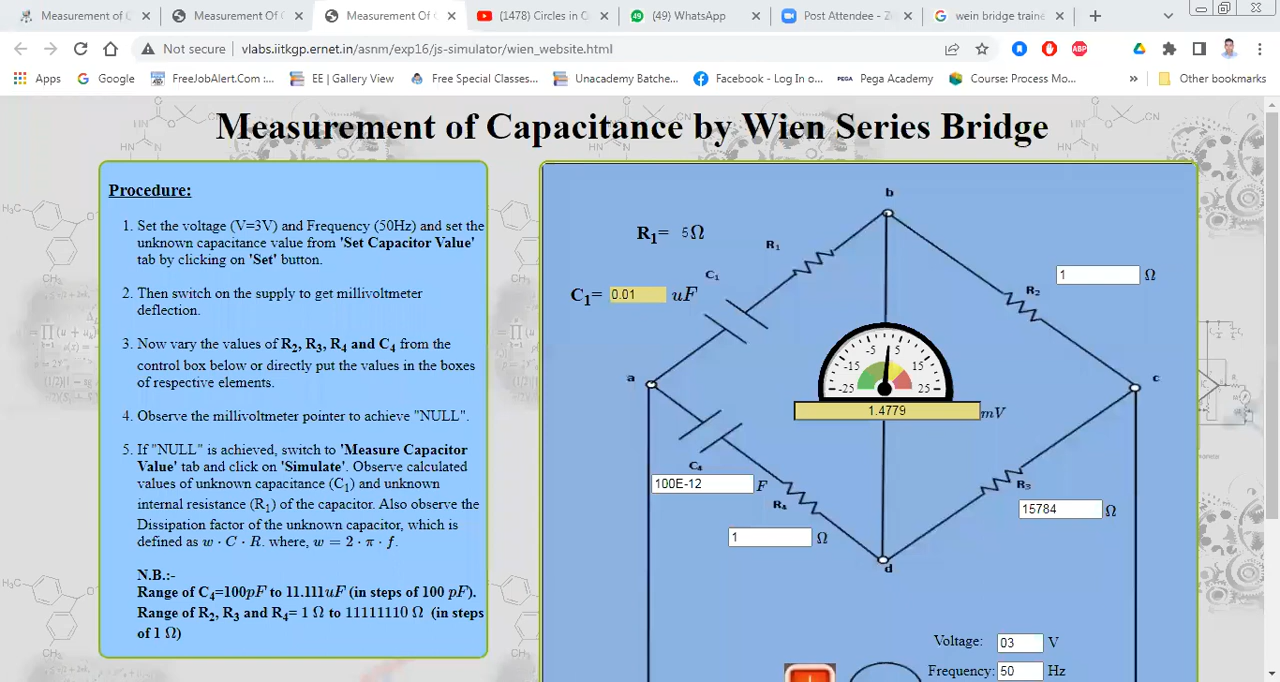 Measurement of C
Measurement Of C
Measurement Of C
(1478) Circles in C
(49) WhatsApp
Post Attendee - Z
wein bridge traine
Not secure
vlabs.iitkgp.ernet.in/asnm/exp16/js-simulator/wien_website.html
ABP
Apps
Google
FreeJobAlert.Com :...
EE | Gallery View
Free Special Classes...
Unacademy Batche...
Facebook - Log In o...
PEGA Pega Academy
Course: Process Mo...
»
Other bookmarks
Measurement of Capacitance by Wien Series Bridge
Procedure:
1. Set the voltage (V=3V) and Frequency (50Hz) and set the
unknown capacitance value from 'Set Capacitor Value'
tab by clicking on 'Set' button.
2. Then switch on the supply to get millivoltmeter
deflection.
3. Now vary the values of R2, R3, R4 and C4 from the
control box below or directly put the values in the boxes
of respective elements.
4. Observe the millivoltmeter pointer to achieve "NULL".
5. If "NULL" is achieved, switch to 'Measure Capacitor
Value' tab and click on 'Simulate'. Observe calculated
values of unknown capacitance (C1) and unknown
internal resistance (R1) of the capacitor. Also observe the
Dissipation factor of the unknown capacitor, which is
defined as w · C · R. where, w = 2 · π · f.
N.B.:-
Range of C4=100pF to 11.111uF (in steps of 100 pF).
Range of R2, R3 and R4= 1 Ω to 11111110 Ω (in steps
of 1 Ω)
b
R1= 5Ω
R1
C1
C1= 0.01 uF
1 Ω
R2
a
c
-25 -15 -5 5 15 25
1.4779 mV
C4
100E-12 F
R4
1 Ω
R3
15784 Ω
d
Voltage: 03 V
Frequency: 50 Hz